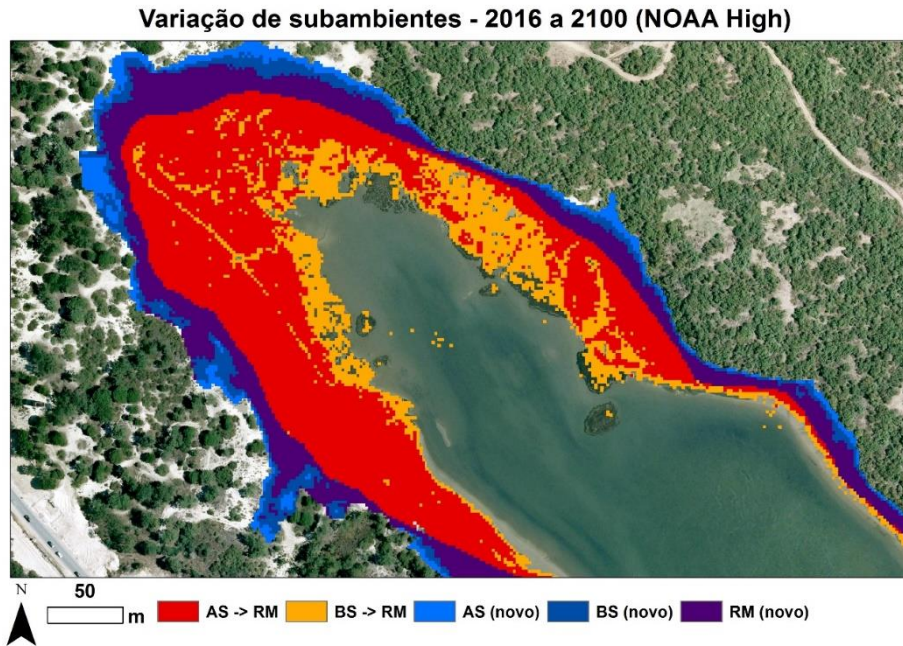 Variação de subambientes - 2016 a 2100 (NOAA High)
N
50
m
AS -> RM
BS -> RM
AS (novo)
BS (novo)
RM (novo)